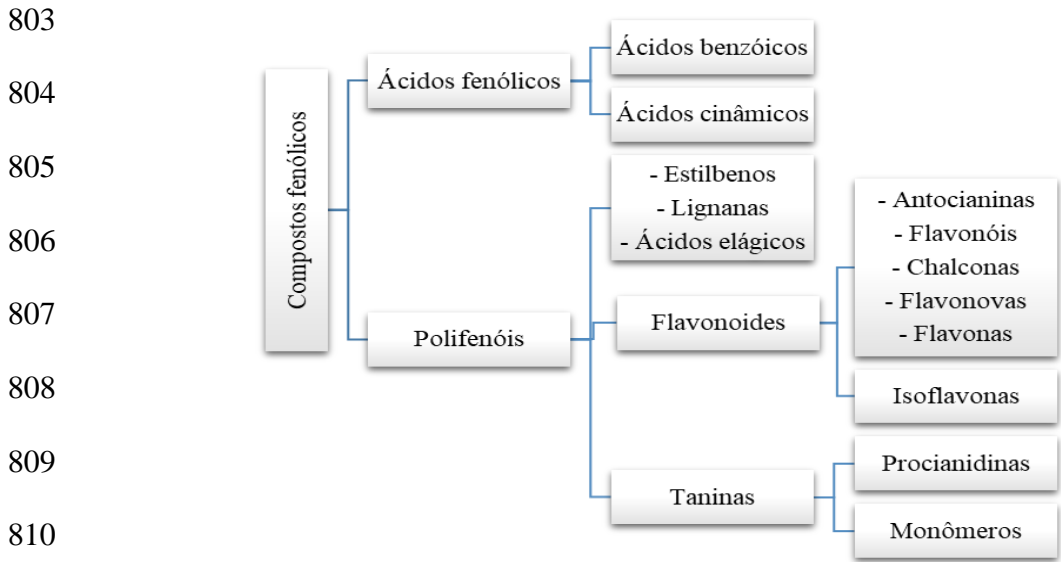 803
804
805
806
807
808
809
810
Compostos fenólicos
Ácidos fenólicos
Ácidos benzóicos
Ácidos cinâmicos
Polifenóis
- Estilbenos
- Lignanas
- Ácidos elágicos
Flavonoides
- Antocianinas
- Flavonóis
- Chalconas
- Flavonovas
- Flavonas
Isoflavonas
Taninas
Procianidinas
Monômeros